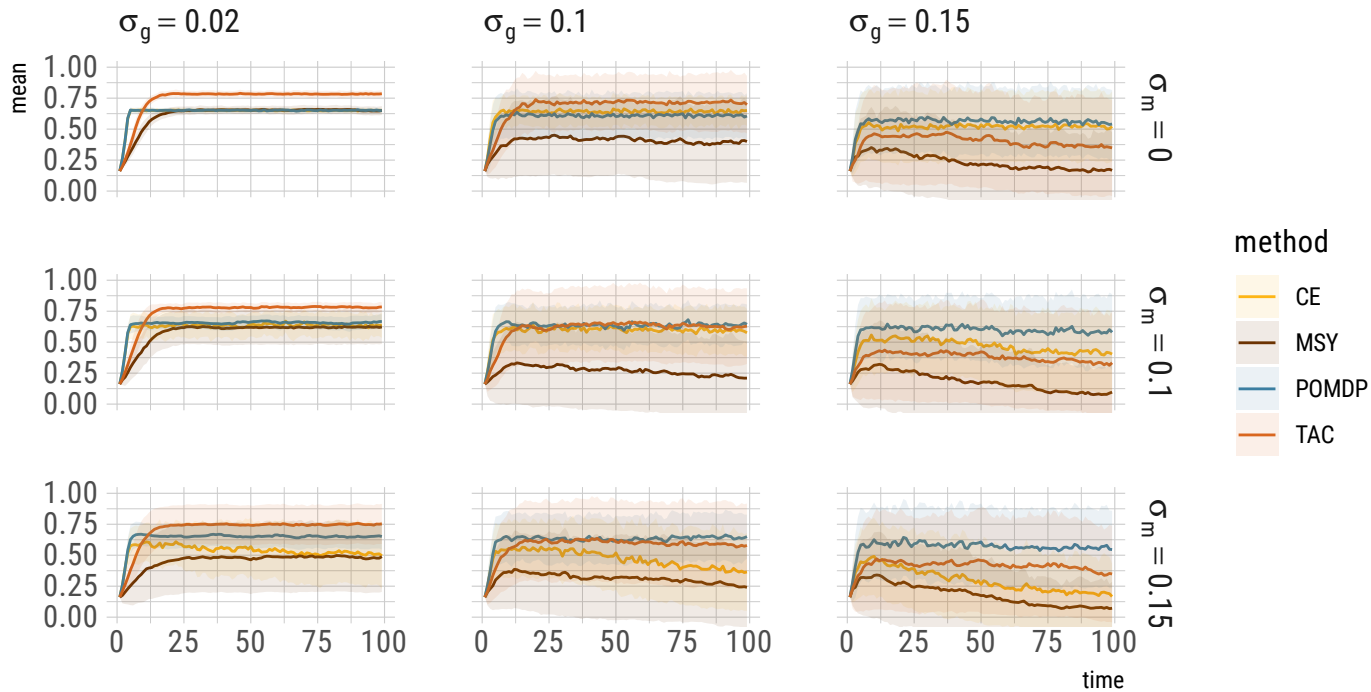 σg = 0.02
σg = 0.1
σg = 0.15
mean
1.00
0.75
0.50
0.25
0.00
σm = 0
1.00
0.75
0.50
0.25
0.00
σm = 0.1
method
CE
MSY
POMDP
TAC
1.00
0.75
0.50
0.25
0.00
σm = 0.15
0 25 50 75 100
0 25 50 75 100
0 25 50 75 100
time